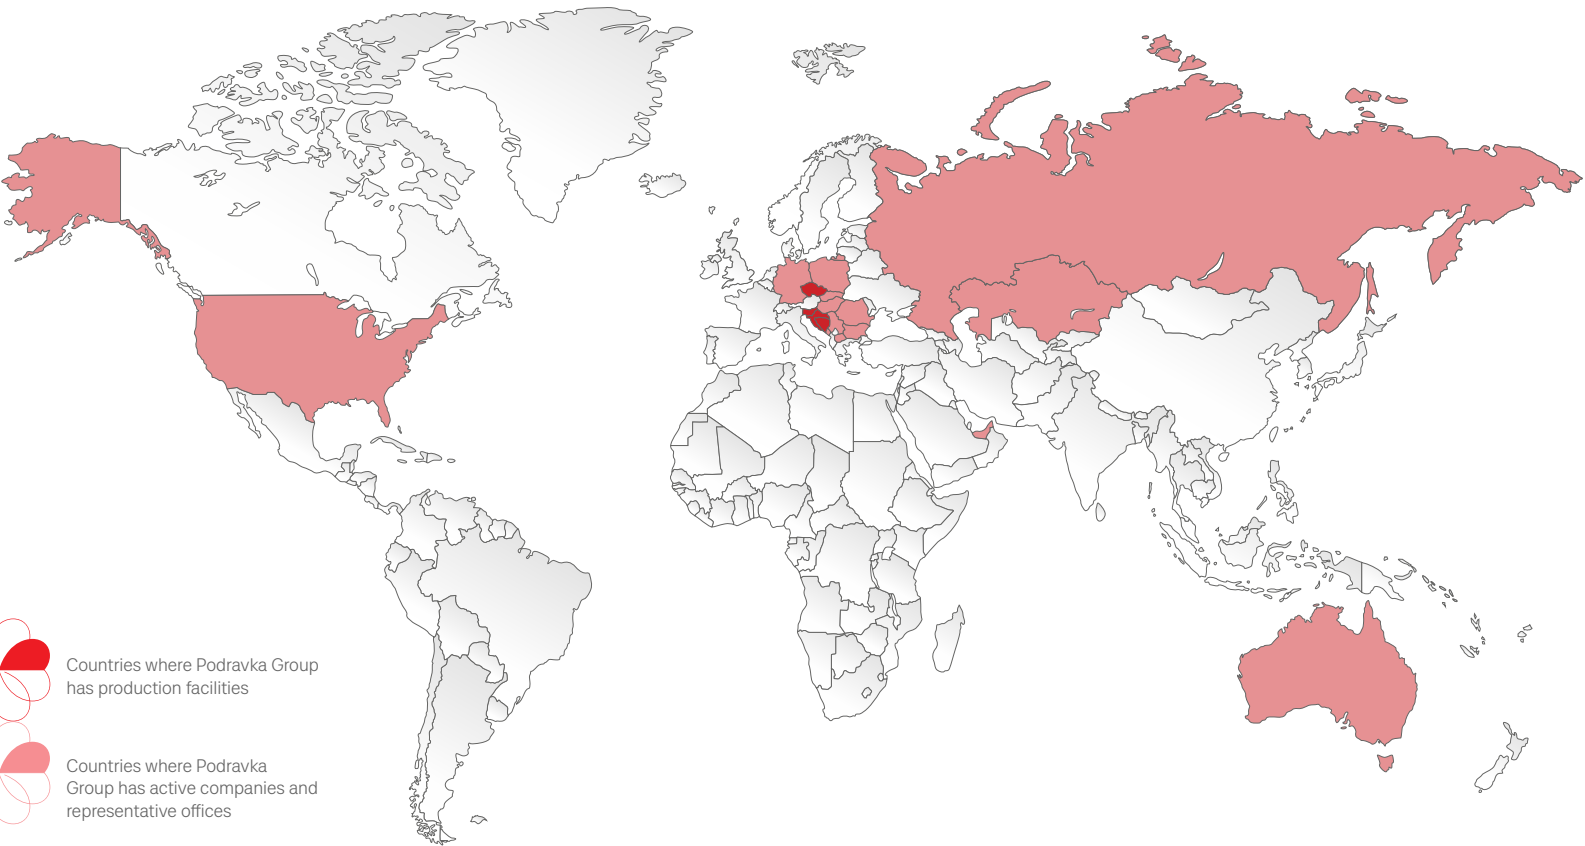 Countries where Podravka Group
has production facilities
Countries where Podravka
Group has active companies and
representative offices